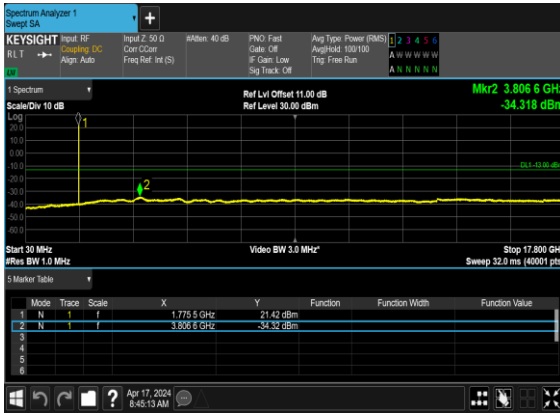 Spectrum Analyzer 1
Swept SA
+
KEYSIGHT Input: RF Input Z: 50 Ω #Atten: 40 dB PNO: Fast Avg Type: Power (RMS) 1 2 3 4 5 6
RLT Coupling: DC Corr CCorr Gate: Off Avg|Hold: 100/100 A W W W W W
Align: Auto Freq Ref: Int (S) IF Gain: Low Trig: Free Run
Sig Track: Off A N N N N N
1 Spectrum Ref Lvl Offset 11.00 dB Mkr2 3.806 6 GHz
Scale/Div 10 dB Ref Level 30.00 dBm -34.318 dBm
Log
20.0
10.0
0.00
-10.0
-20.0
-30.0
-40.0
-50.0
-60.0
1
2
DL1 -13.00 dBm
Start 30 MHz Video BW 3.0 MHz* Stop 17.800 GH
#Res BW 1.0 MHz Sweep 32.0 ms (40001 pts
5 Marker Table
Mode Trace Scale X Y Function Function Width Function Value
1 N 1 f 1.775 5 GHz 21.42 dBm
2 N 1 f 3.806 6 GHz -34.32 dBm
3
4
5
6
? Apr 17, 2024
8:45:13 AM